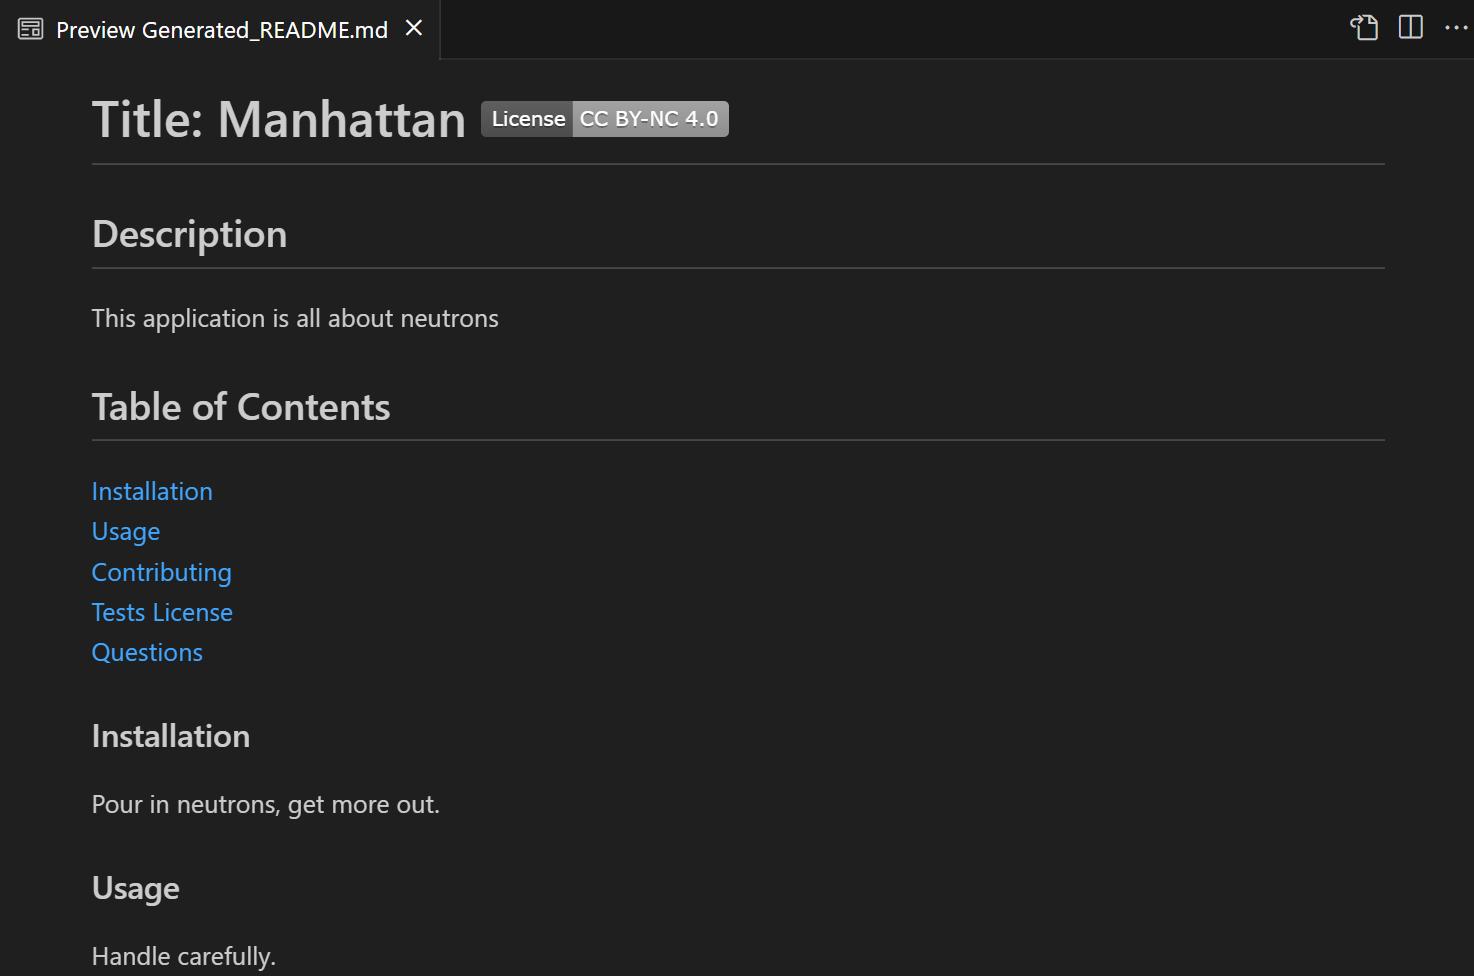 Preview Generated_README.md
Title: Manhattan License CC BY-NC 4.0
Description
This application is all about neutrons
Table of Contents
Installation
Usage
Contributing
Tests License
Questions
Installation
Pour in neutrons, get more out.
Usage
Handle carefully.